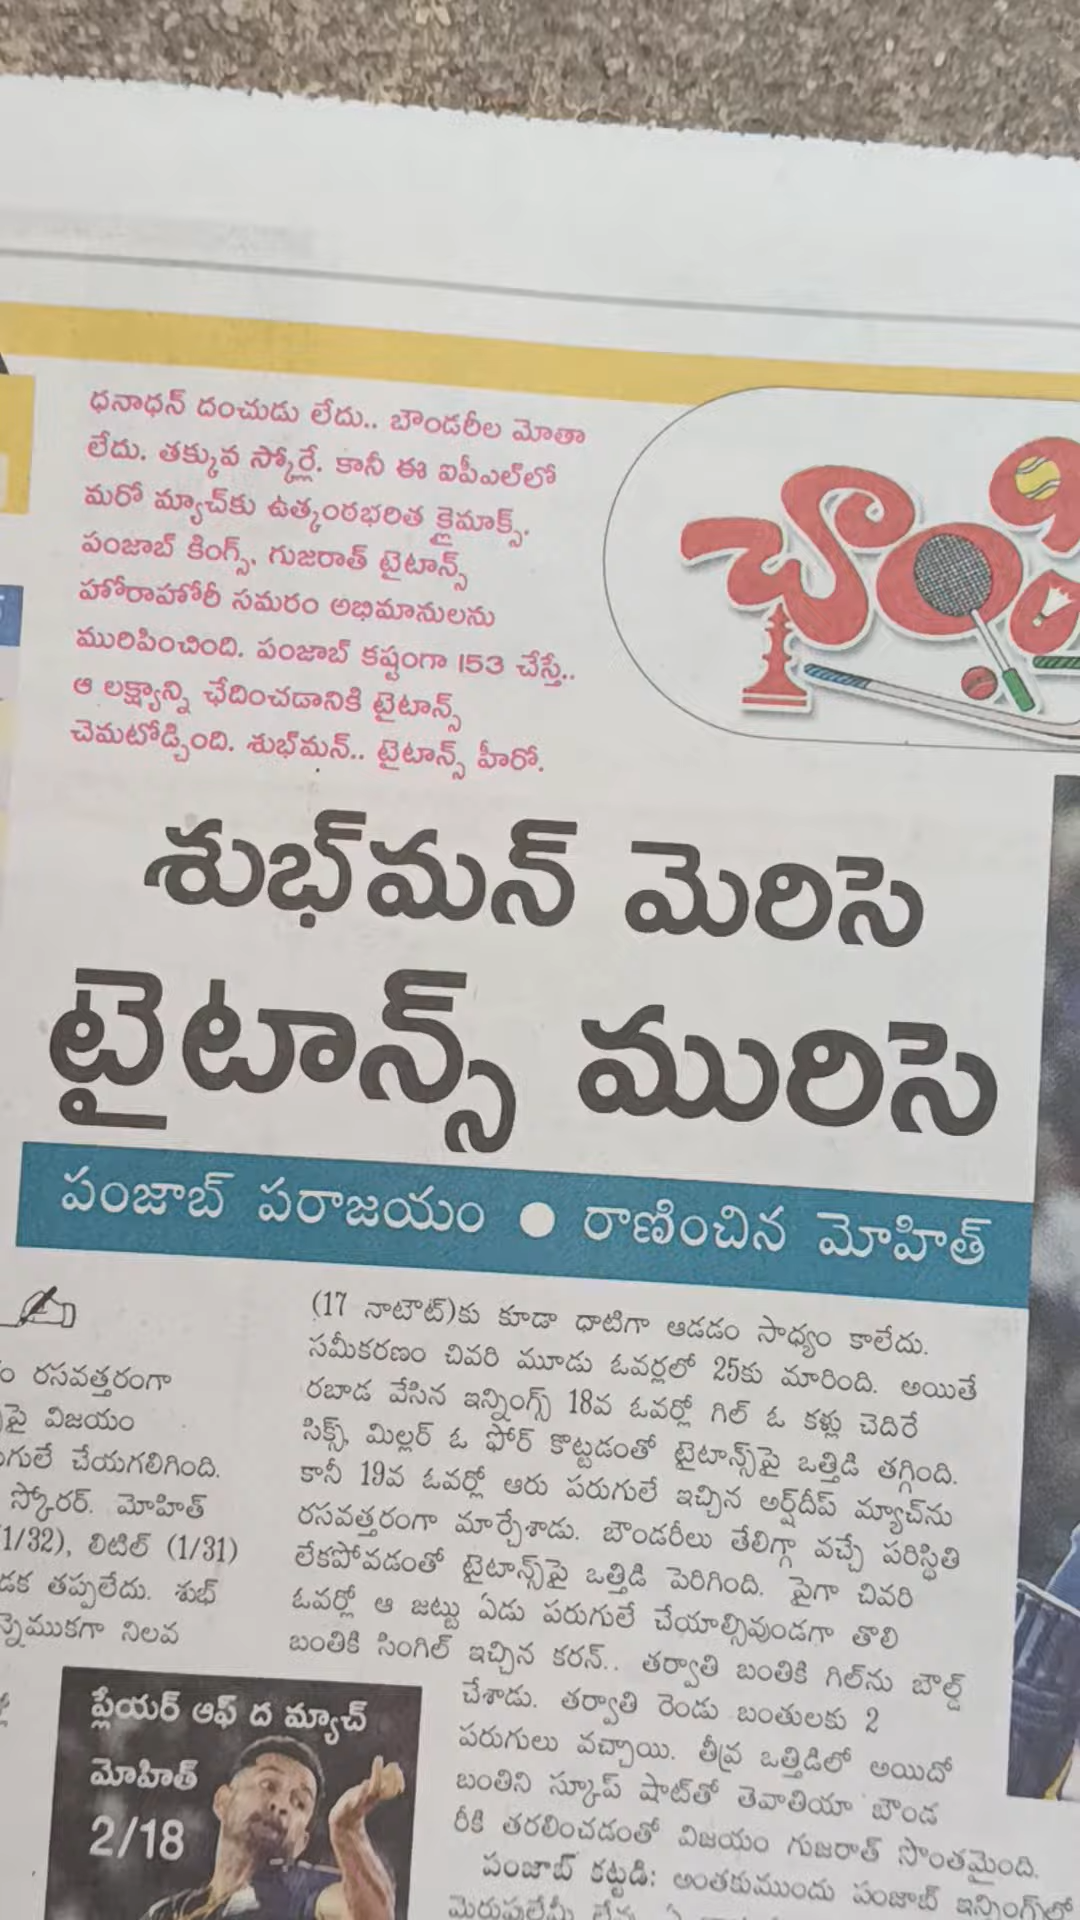 ధనాధన్ దంచుడు లేదు.. బౌండరీల మోతా
లేదు. తక్కువ స్కోర్లే. కానీ ఈ ఐపీఎల్‌లో
మరో మ్యాచ్‌కు ఉత్కంఠభరిత క్లైమాక్స్.
పంజాబ్ కింగ్స్, గుజరాత్ టైటాన్స్
హోరాహోరీ సమరం అభిమానులను
మురిపించింది. పంజాబ్ కష్టంగా 153 చేస్తే..
ఆ లక్ష్యాన్ని ఛేదించడానికి టైటాన్స్
చెమటోడ్చింది. శుభ్‌మన్.. టైటాన్స్ హీరో.
శుభ్‌మన్ మెరిసె
టైటాన్స్ మురిసె
పంజాబ్ పరాజయం ● రాణించిన మోహిత్
రసవత్తరంగా
విజయం
చేయగలిగింది.
స్కోరర్. మోహిత్
1/32), లిటిల్ (1/31)
తప్పలేదు. శుభ్
నిలవ
(17 నాటౌట్)కు కూడా ధాటిగా ఆడడం సాధ్యం కాలేదు.
సమీకరణం చివరి మూడు ఓవర్లలో 25కు మారింది. అయితే
రబాడ వేసిన ఇన్నింగ్స్ 18వ ఓవర్లో గిల్ ఓ కళ్లు చెదిరే
సిక్స్, మిల్లర్ ఓ ఫోర్ కొట్టడంతో టైటాన్స్‌పై ఒత్తిడి తగ్గింది.
కానీ 19వ ఓవర్లో ఆరు పరుగులే ఇచ్చిన అర్ష్‌దీప్ మ్యాచ్‌ను
రసవత్తరంగా మార్చేశాడు. బౌండరీలు తేలిగ్గా వచ్చే పరిస్థితి
లేకపోవడంతో టైటాన్స్‌పై ఒత్తిడి పెరిగింది. పైగా చివరి
ఓవర్లో ఆ జట్టు ఏడు పరుగులే చేయాల్సివుండగా తొలి
బంతికి సింగిల్ ఇచ్చిన కరన్.. తర్వాతి బంతికి గిల్‌ను బౌల్డ్
చేశాడు. తర్వాతి రెండు బంతులకు 2
పరుగులు వచ్చాయి. తీవ్ర ఒత్తిడిలో అయిదో
బంతిని స్కూప్ షాట్‌తో తెవాతియా బౌండ
రీకి తరలించడంతో విజయం గుజరాత్ సొంతమైంది.
పంజాబ్ కట్టడి: అంతకుముందు పంజాబ్ ఇన్నింగ్స్‌లో
ప్లేయర్ ఆఫ్ ద మ్యాచ్
మోహిత్
2/18